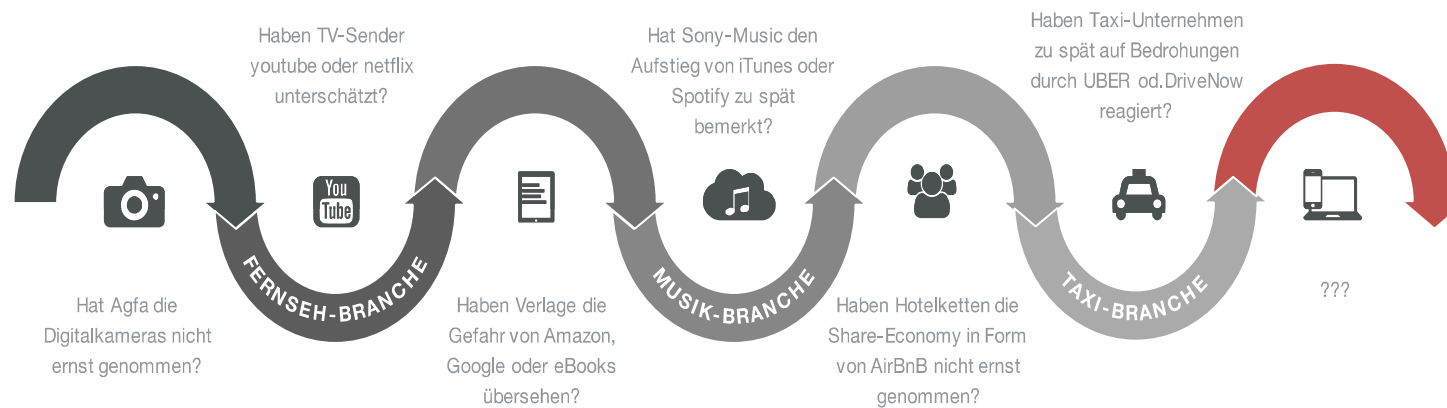 Hat Agfa die
Digitalkameras nicht
ernst genommen?
Haben TV-Sender
youtube oder netflix
unterschätzt?
You
Tube
FERNSEH-BRANCHE
Haben Verlage die
Gefahr von Amazon,
Google oder eBooks
übersehen?
Hat Sony-Music den
Aufstieg von iTunes oder
Spotify zu spät
bemerkt?
MUSIK-BRANCHE
Haben Hotelketten die
Share-Economy in Form
von AirBnB nicht ernst
genommen?
Haben Taxi-Unternehmen
zu spät auf Bedrohungen
durch UBER od.DriveNow
reagiert?
TAXI-BRANCHE
???